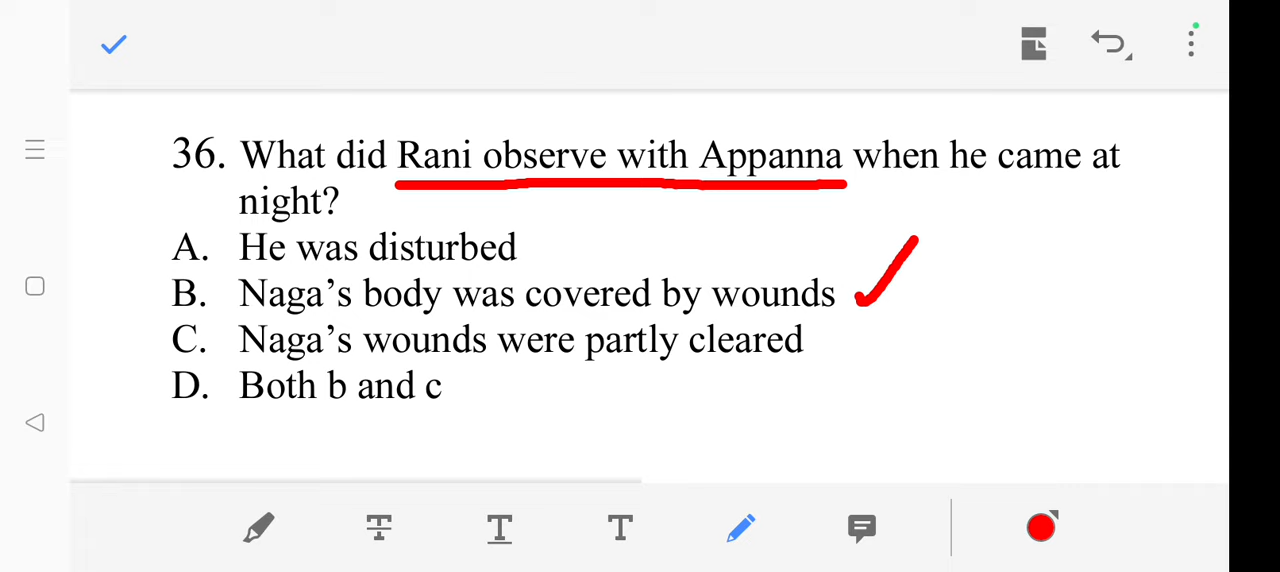 36. What did Rani observe with Appanna when he came at
night?
A. He was disturbed
B. Naga's body was covered by wounds
C. Naga's wounds were partly cleared
D. Both b and c
T
T
T